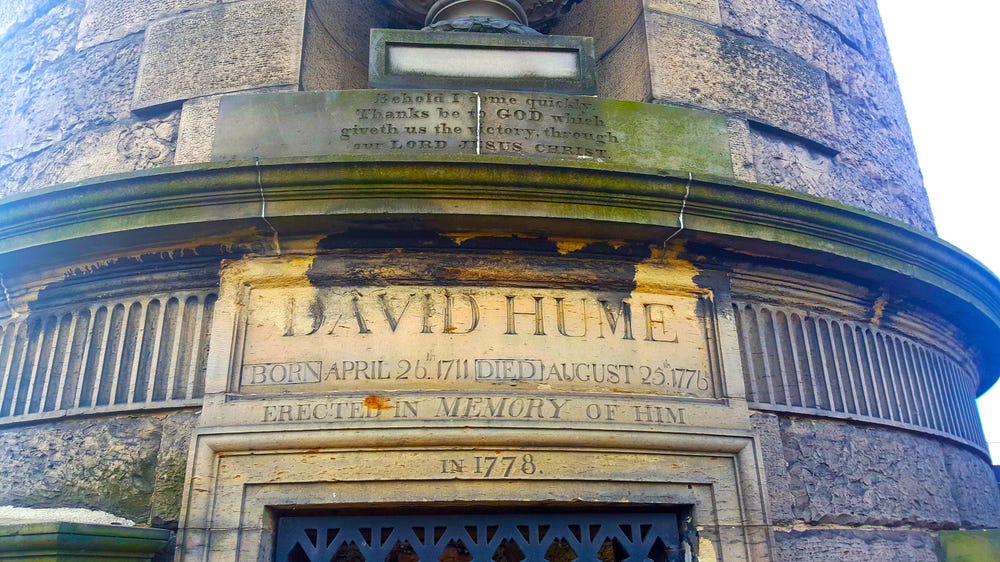 Behold I come quickly
Thanks be to GOD which
giveth us the victory, through
our LORD JESUS CHRIST.
DAVID HUME
BORN APRIL 26th. 1711 DIED AUGUST 25th. 1776
ERECTED IN MEMORY OF HIM
IN 1778.